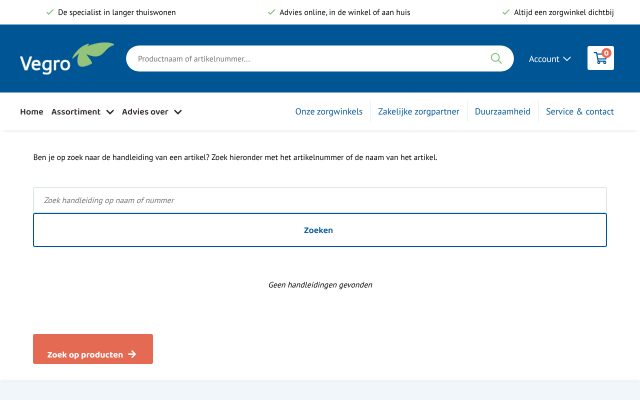 De specialist in langer thuiswonen
Advies online, in de winkel of aan huis
Altijd een zorgwinkel dichtbij
Vegro
Productnaam of artikelnummer...
Account
0
Home
Assortiment
Advies over
Onze zorgwinkels
Zakelijke zorgpartner
Duurzaamheid
Service & contact
Ben je op zoek naar de handleiding van een artikel? Zoek hieronder met het artikelnummer of de naam van het artikel.
Zoek handleiding op naam of nummer
Zoeken
Geen handleidingen gevonden
Zoek op producten